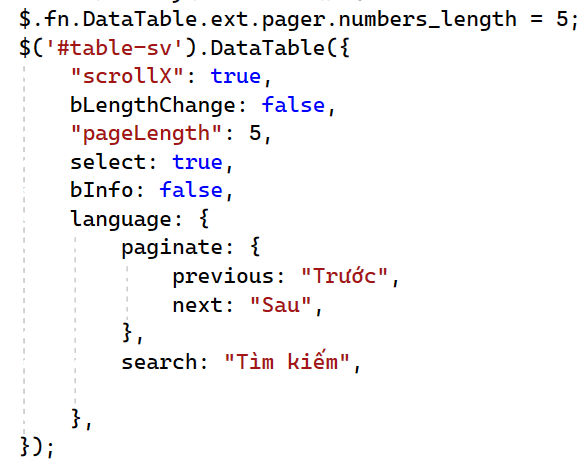 $.fn.DataTable.ext.pager.numbers_length = 5;
$('#table-sv').DataTable({
    "scrollX": true,
    bLengthChange: false,
    "pageLength": 5,
    select: true,
    bInfo: false,
    language: {
        paginate: {
            previous: "Trước",
            next: "Sau",
        },
        search: "Tìm kiếm",
    },
});